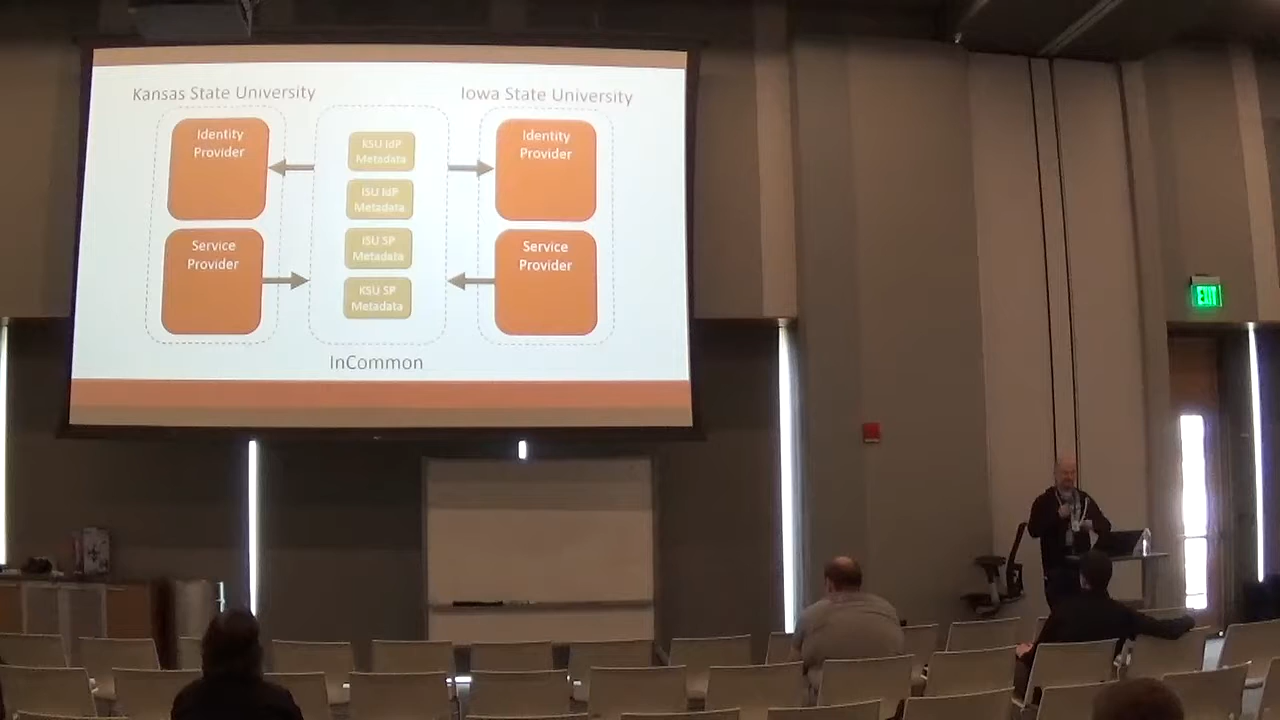 Kansas State University
Iowa State University
Identity
Provider
KSU IdP
Metadata
Identity
Provider
ISU IdP
Metadata
Service
Provider
ISU SP
Metadata
Service
Provider
KSU SP
Metadata
InCommon
EXIT